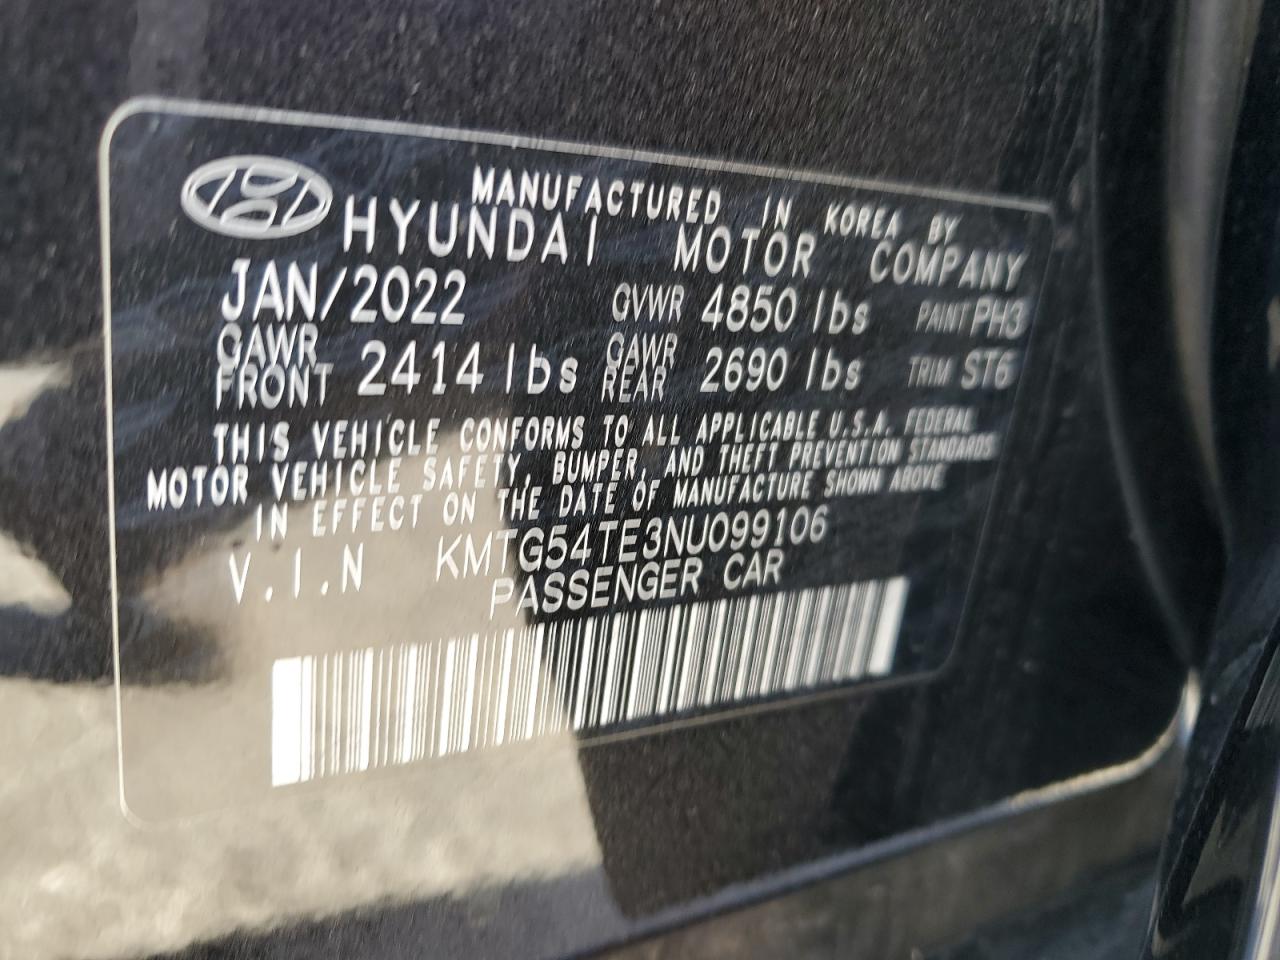 MANUFACTURED IN KOREA BY
HYUNDAI MOTOR COMPANY
JAN/2022 GVWR 4850 lbs PAINT PH3
GAWR FRONT 2414 lbs GAWR REAR 2690 lbs TRIM ST6
THIS VEHICLE CONFORMS TO ALL APPLICABLE U.S.A. FEDERAL
MOTOR VEHICLE SAFETY, BUMPER, AND THEFT PREVENTION STANDARDS
IN EFFECT ON THE DATE OF MANUFACTURE SHOWN ABOVE
V.I.N KMTG54TE3NU099106
PASSENGER CAR